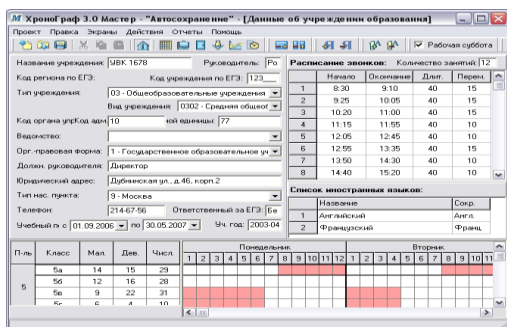 ХроноГраф 3.0 Мастер - "Автосохранение" - [Данные об учреждении образования]
Проект Правка Экраны Действия Отчеты Помощь
Рабочая суббота
Название учреждения: УВК 1678 Руководитель: Ро
Код региона по ЕГЭ: Код учреждения по ЕГЭ: 123__
Тип учреждения: 03 - Общеобразовательные учреждения
Вид учреждения: 0302 - Средняя общеоб
Код органа упрКод адм 10 ной единицы: 77
Ведомство:
Орг.-правовая форма: 1 - Государственное образовательное уч
Должн. руководителя: Директор
Юридический адрес: Дубнинская ул., д.46, корп.2
Тип нас. пункта: 9 - Москва
Телефон: 214-67-56 Ответственный за ЕГЭ: Бе
Учебный п с 01.09.2006 по 30.05.2007 Уч. год: 2003-04
Расписание звонков: Количество занятий: 12
Начало Окончание Длит. Перем.
1 8:30 9:10 40 15
2 9:25 10:05 40 15
3 10:20 11:00 40 15
4 11:15 11:55 40 10
5 12:05 12:45 40 10
6 12:55 13:35 40 15
7 13:50 14:30 40 10
8 14:40 15:20 40 10
Список иностранных языков:
Название Сокр.
1 Английский Англ.
2 Французский Франц
П-ль Класс Мал. Дев. Числ. Понедельник Вторник
1 2 3 4 5 6 7 8 9 10 11 12 1 2 3 4 5 6 7 8 9 10 11
5
5а 14 15 29
5б 12 16 28
5в 9 22 31
5г 6 4 10